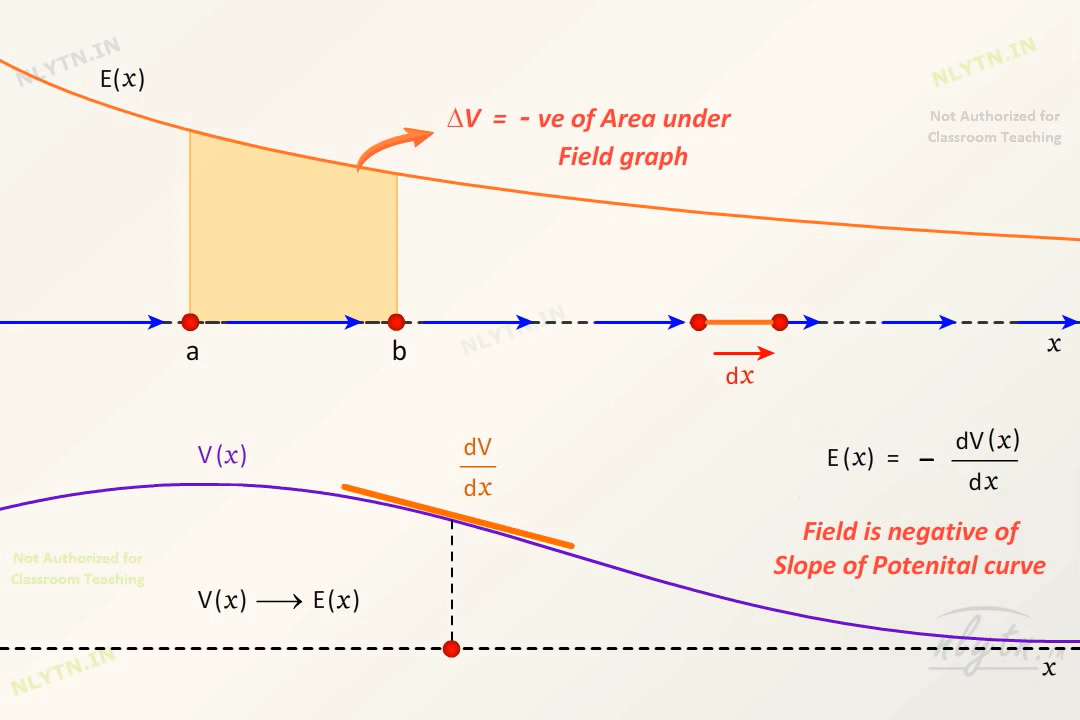 NLYTN.IN
E(x)
NLYTN.IN
ΔV = - ve of Area under
Field graph
Not Authorized for
Classroom Teaching
NLYTN.IN
a
b
dx
x
V(x)
dV
dx
E(x) = - dV(x)
dx
Field is negative of
Slope of Potenital curve
Not Authorized for
Classroom Teaching
V(x) ⟶ E(x)
NLYTN.IN
nlytn.in
x